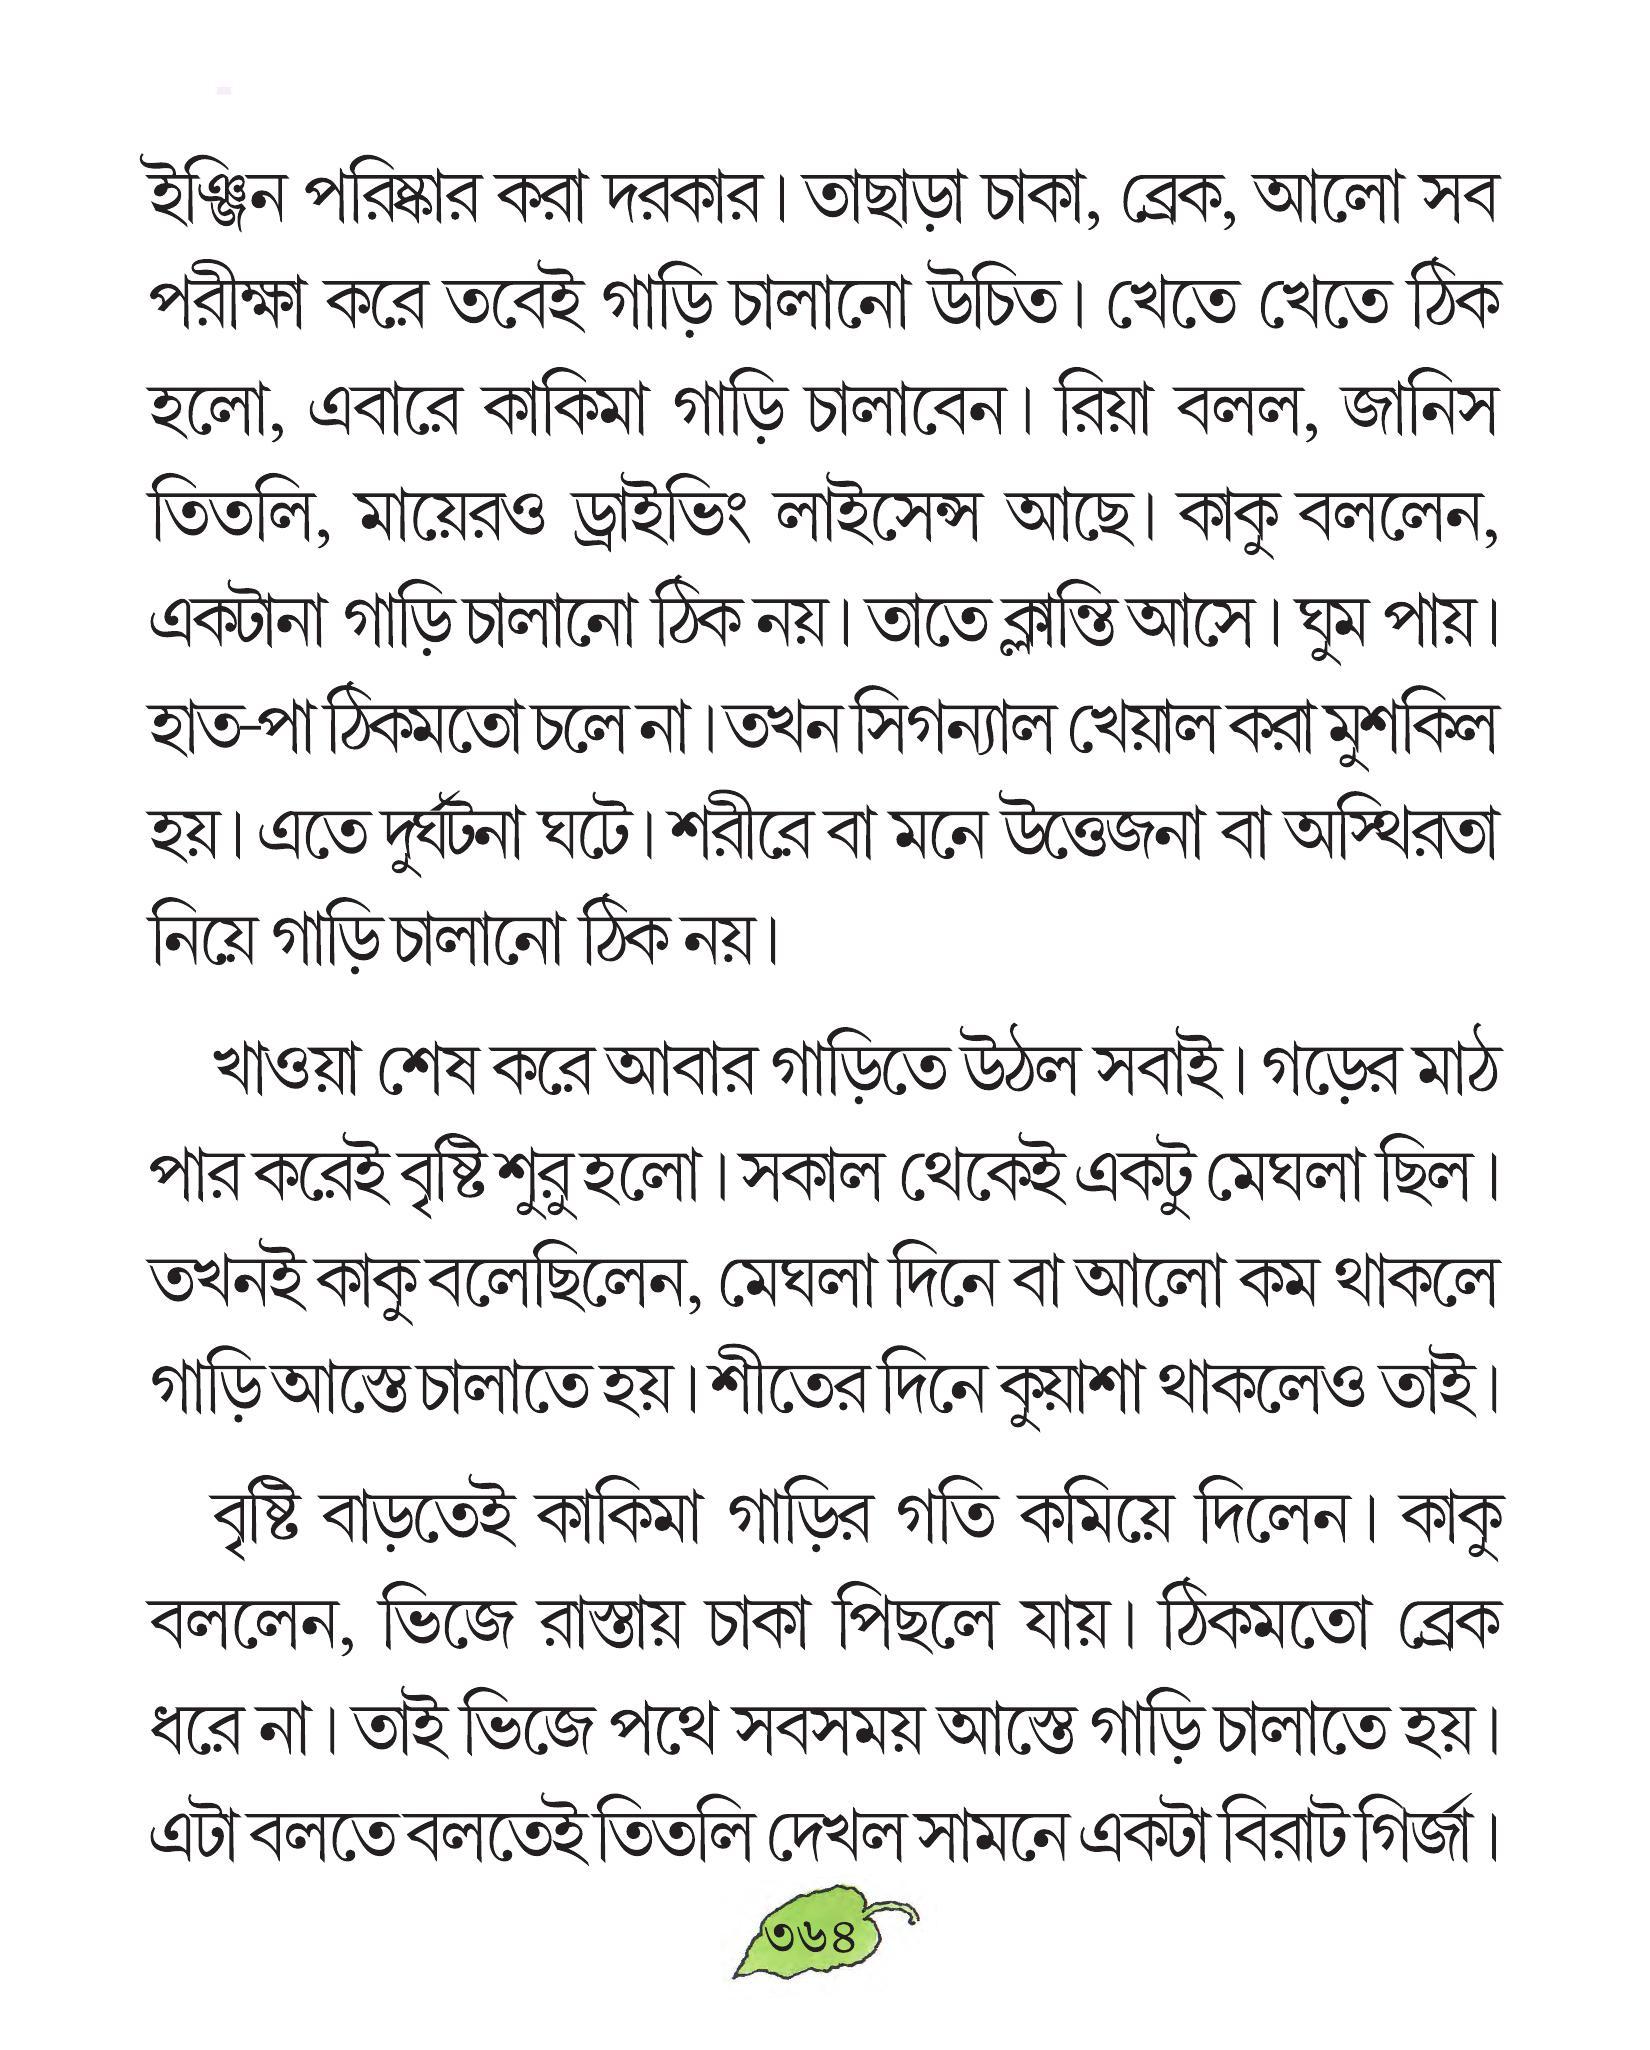 ইঞ্জিন পরিষ্কার করা দরকার। তাছাড়া চাকা, ব্রেক, আলো সব
পরীক্ষা করে তবেই গাড়ি চালানো উচিত। খেতে খেতে ঠিক
হলো, এবারে কাকিমা গাড়ি চালাবেন। রিয়া বলল, জানিস
তিতলি, মায়েরও ড্রাইভিং লাইসেন্স আছে। কাকু বললেন,
একটানা গাড়ি চালানো ঠিক নয়। তাতে ক্লান্তি আসে। ঘুম পায়।
হাত-পা ঠিকমতো চলে না। তখন সিগন্যাল খেয়াল করা মুশকিল
হয়। এতে দুর্ঘটনা ঘটে। শরীরে বা মনে উত্তেজনা বা অস্থিরতা
নিয়ে গাড়ি চালানো ঠিক নয়।
খাওয়া শেষ করে আবার গাড়িতে উঠল সবাই। গড়ের মাঠ
পার করেই বৃষ্টি শুরু হলো। সকাল থেকেই একটু মেঘলা ছিল।
তখনই কাকু বলেছিলেন, মেঘলা দিনে বা আলো কম থাকলে
গাড়ি আস্তে চালাতে হয়। শীতের দিনে কুয়াশা থাকলেও তাই।
বৃষ্টি বাড়তেই কাকিমা গাড়ির গতি কমিয়ে দিলেন। কাকু
বললেন, ভিজে রাস্তায় চাকা পিছলে যায়। ঠিকমতো ব্রেক
ধরে না। তাই ভিজে পথে সবসময় আস্তে গাড়ি চালাতে হয়।
এটা বলতে বলতেই তিতলি দেখল সামনে একটা বিরাট গির্জা।
৩৬৪